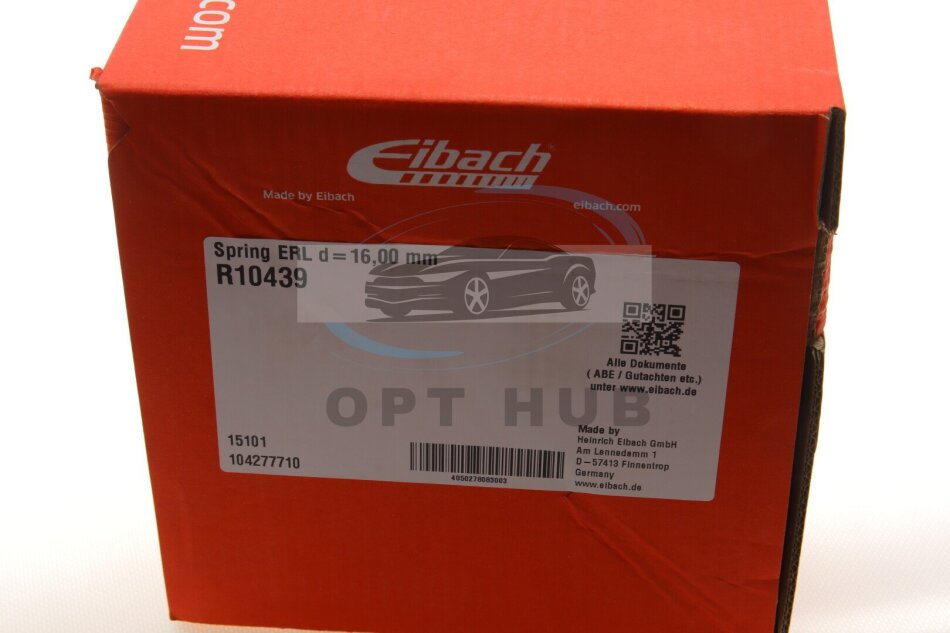 .com
Eibach
Made by Eibach
eibach.com
Spring ERL d=16,00 mm
R10439
Alle Dokumente
( ABE / Gutachten etc.)
unter www.eibach.de
OPT HUB
15101
104277710
4050278083003
Made by
Heinrich Eibach GmbH
Am Lennedamm 1
D-57413 Finnentrop
Germany
www.eibach.de